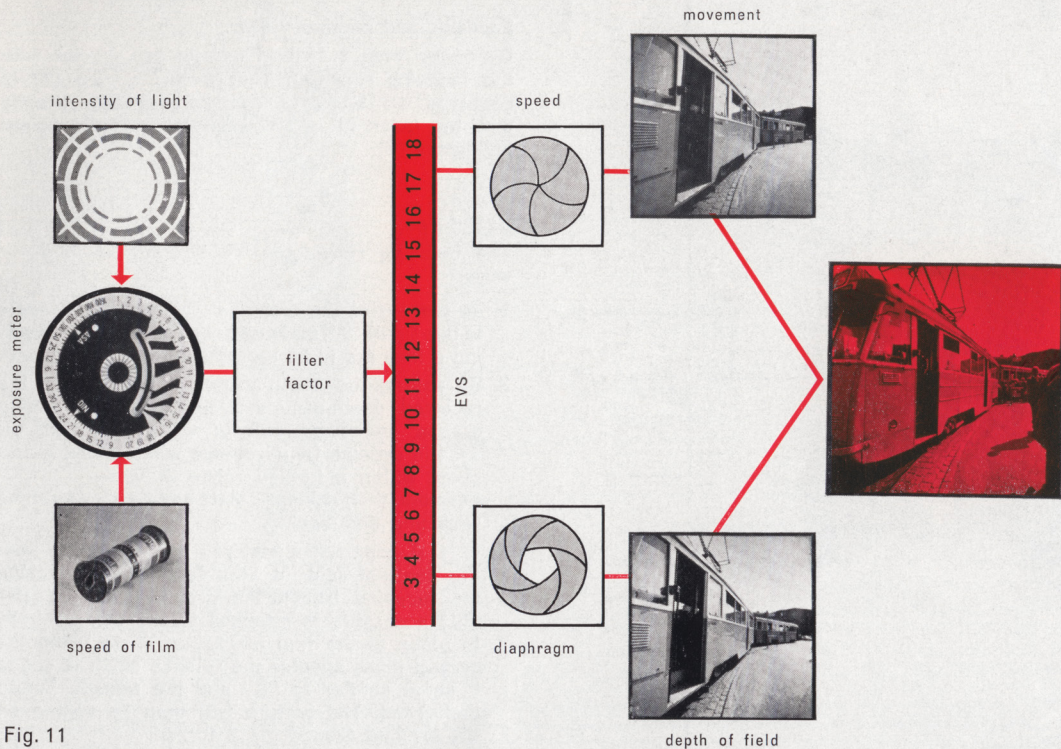 movement
intensity of light
speed
exposure meter
filter
factor
3 4 5 6 7 8 9 10 11 12 13 14 15 16 17 18
EVS
speed of film
diaphragm
Fig. 11
depth of field